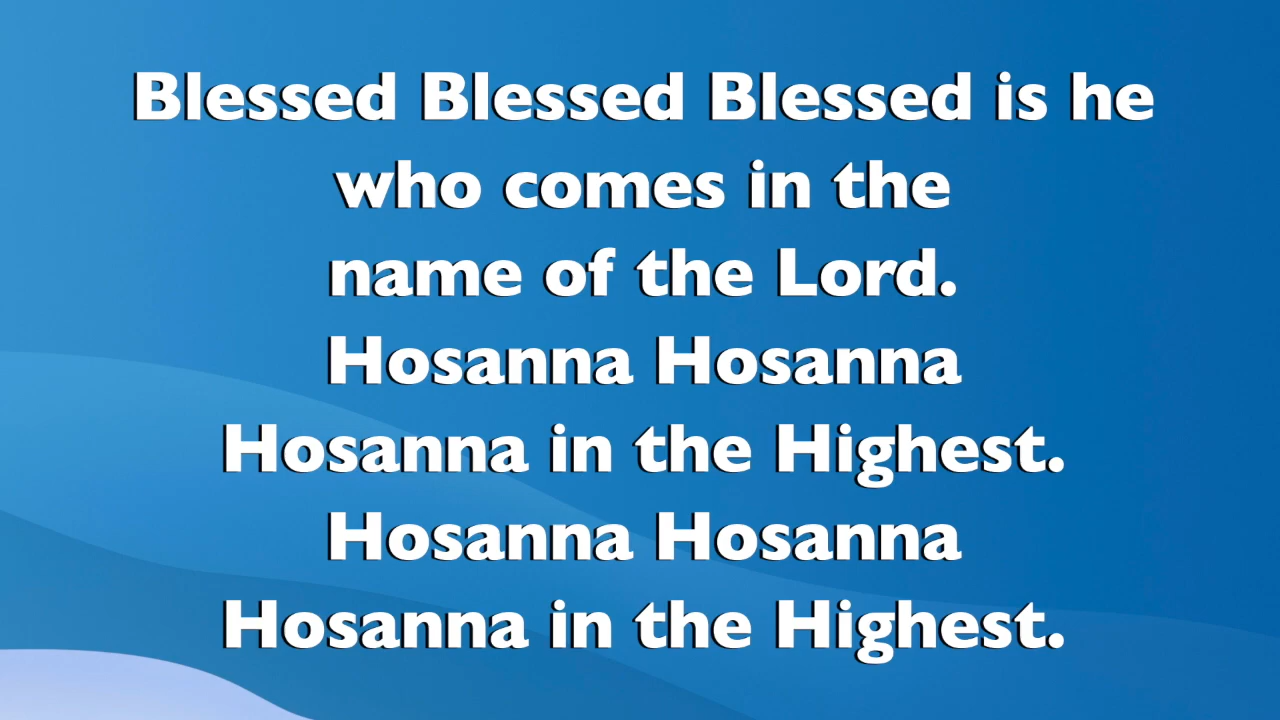 Blessed Blessed Blessed is he
who comes in the
name of the Lord.
Hosanna Hosanna
Hosanna in the Highest.
Hosanna Hosanna
Hosanna in the Highest.